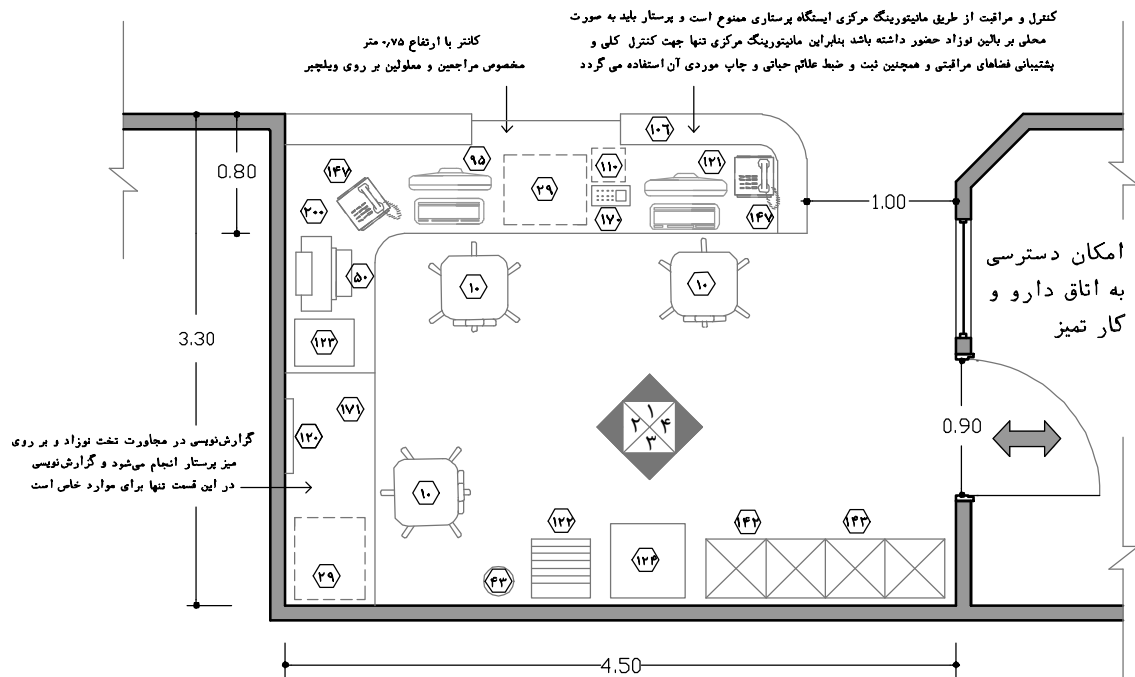 کنترل و مراقبت از طریق مانیتورینگ مرکزی ایستگاه پرستاری ممنوع است و پرستار باید به صورت
محلی بر بالین نوزاد حضور داشته باشد بنابراین مانیتورینگ مرکزی تنها جهت کنترل کلی و
پشتیبانی فضاهای مراقبتی و همچنین ثبت و ضبط علائم حیاتی و چاپ موردی آن استفاده می گردد
کانتر با ارتفاع ۰٫۷۵ متر
مخصوص مراجعین و معلولین بر روی ویلچیر
۱۰۶
۹۵
۱۱۰
۱۲۱
۱۴۷
۲۹
0.80
۲۰۰
۱۷۰
۱۴۷
1.00
امکان دسترسی
به اتاق دارو و
کار تمیز
۵۰
۱۰
۱۰
3.30
۱۲۳
۱
۲
۴
۳
۱۷۱
۱۲۰
0.90
گزارش‌نویسی در مجاورت تخت نوزاد و بر روی
میز پرستار انجام می‌شود و گزارش‌نویسی
در این قسمت تنها برای موارد خاص است
۱۰
۱۲۲
۱۴۲
۱۴۳
۱۲۴
۲۹
۴۳
4.50